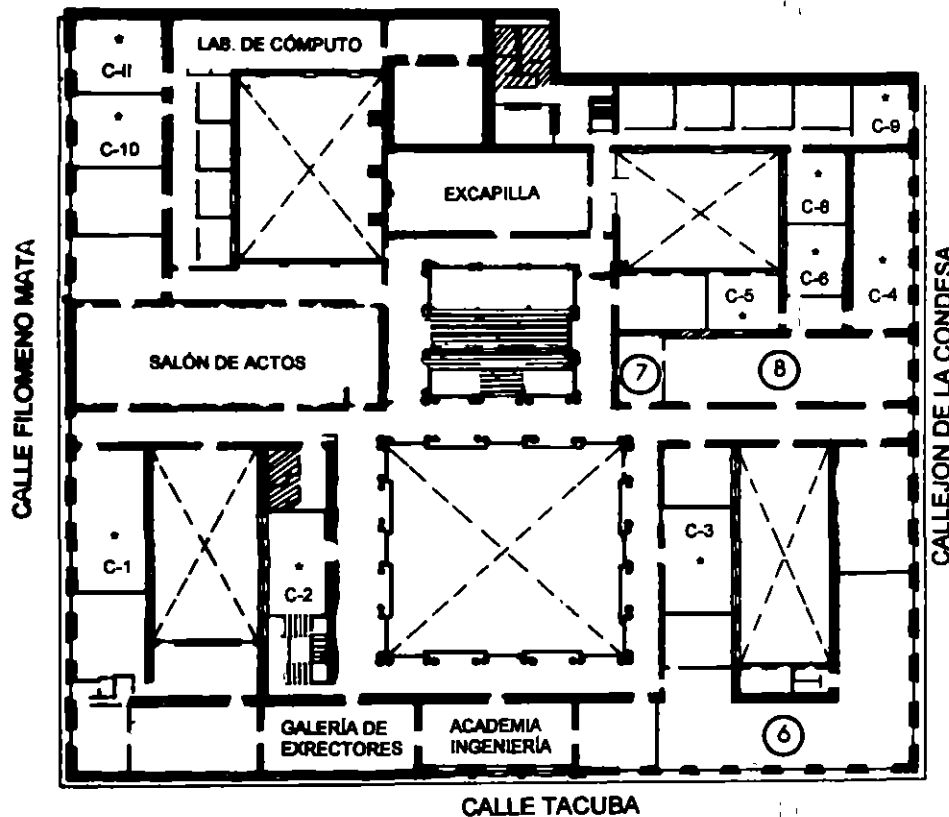 LAB. DE CÓMPUTO
C-11
C-10
C-9
EXCAPILLA
C-8
C-6
C-5
C-4
CALLE FILOMENO MATA
SALÓN DE ACTOS
7
8
CALLEJON DE LA CONDESA
C-1
C-2
C-3
GALERÍA DE
EXRECTORES
ACADEMIA
INGENIERÍA
6
CALLE TACUBA